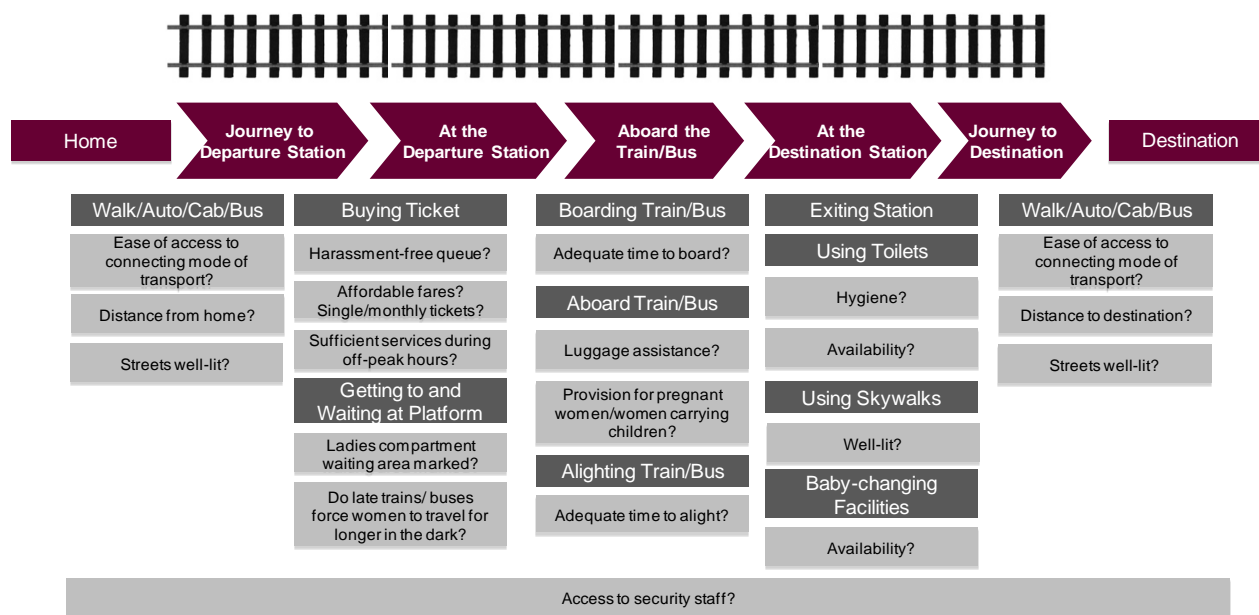 Home
Journey to
Departure Station
At the
Departure Station
Aboard the
Train/Bus
At the
Destination Station
Journey to
Destination
Destination
Walk/Auto/Cab/Bus
Ease of access to
connecting mode of
transport?
Distance from home?
Streets well-lit?
Buying Ticket
Harassment-free queue?
Affordable fares?
Single/monthly tickets?
Sufficient services during
off-peak hours?
Getting to and
Waiting at Platform
Ladies compartment
waiting area marked?
Do late trains/ buses
force women to travel for
longer in the dark?
Boarding Train/Bus
Adequate time to board?
Aboard Train/Bus
Luggage assistance?
Provision for pregnant
women/women carrying
children?
Alighting Train/Bus
Adequate time to alight?
Exiting Station
Using Toilets
Hygiene?
Availability?
Using Skywalks
Well-lit?
Baby-changing
Facilities
Availability?
Walk/Auto/Cab/Bus
Ease of access to
connecting mode of
transport?
Distance to destination?
Streets well-lit?
Access to security staff?